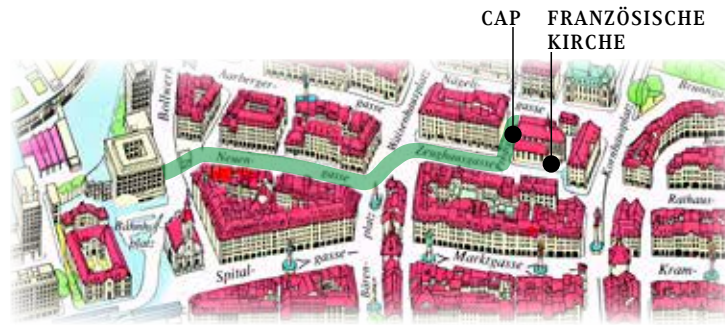 CAP
FRANZÖSISCHE
KIRCHE
Bollwerk
Aarberger-
gasse
Waisenhausplatz
Nägeli-
gasse
Kornhausplatz
Brunng
Neuen-
gasse
Zeughausgasse
Rathaus-
Bahnhof-
platz
Spital-
gasse
Bären-
platz
Marktgasse
Kram-